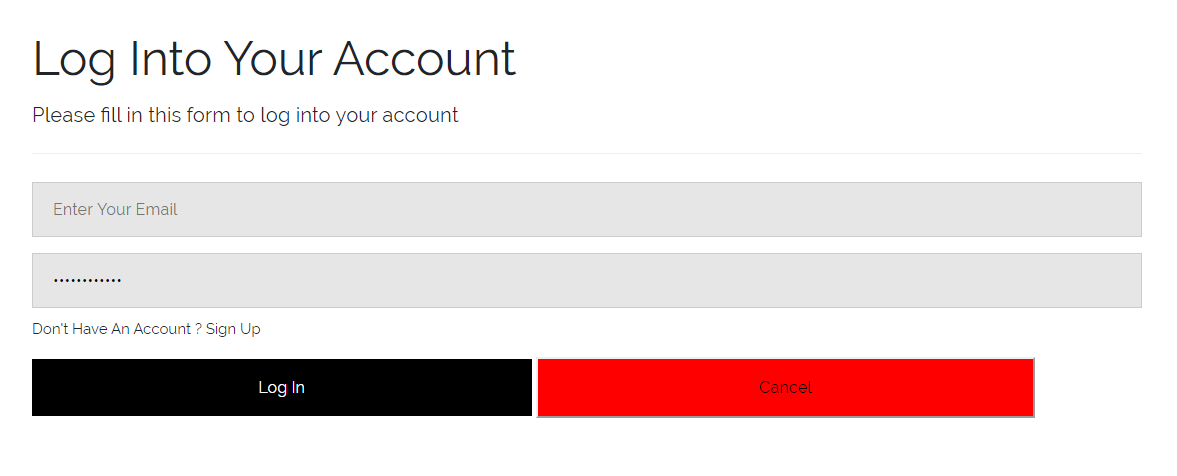 Log Into Your Account
Please fill in this form to log into your account
Enter Your Email
············
Don't Have An Account ? Sign Up
Log In
Cancel